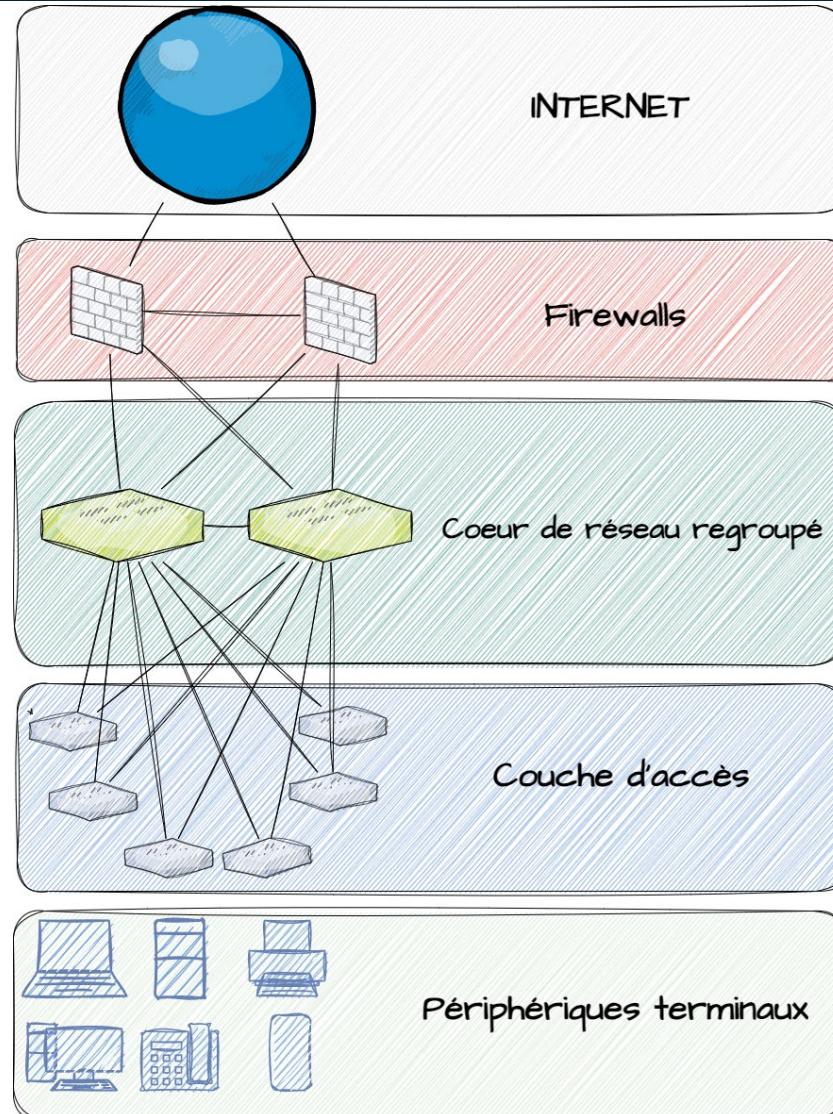 INTERNET
Firewalls
Coeur de réseau regroupé
Couche d'accès
Périphériques terminaux